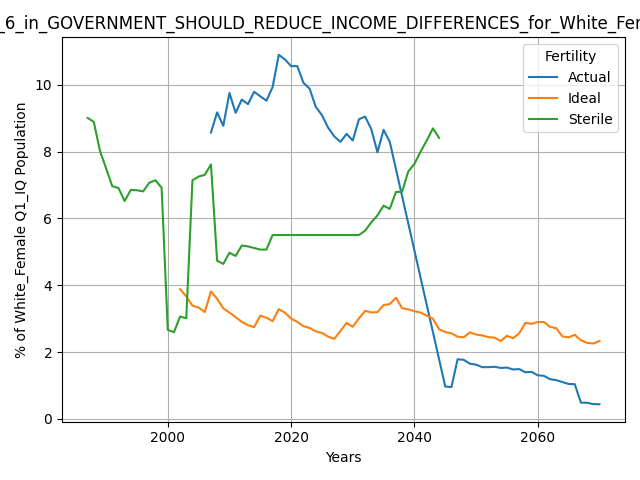 _6_in_GOVERNMENT_SHOULD_REDUCE_INCOME_DIFFERENCES_for_White_Fer
Fertility
Actual
Ideal
Sterile
% of White_Female Q1_IQ Population
10
8
6
4
2
0
2000 2020 2040 2060
Years